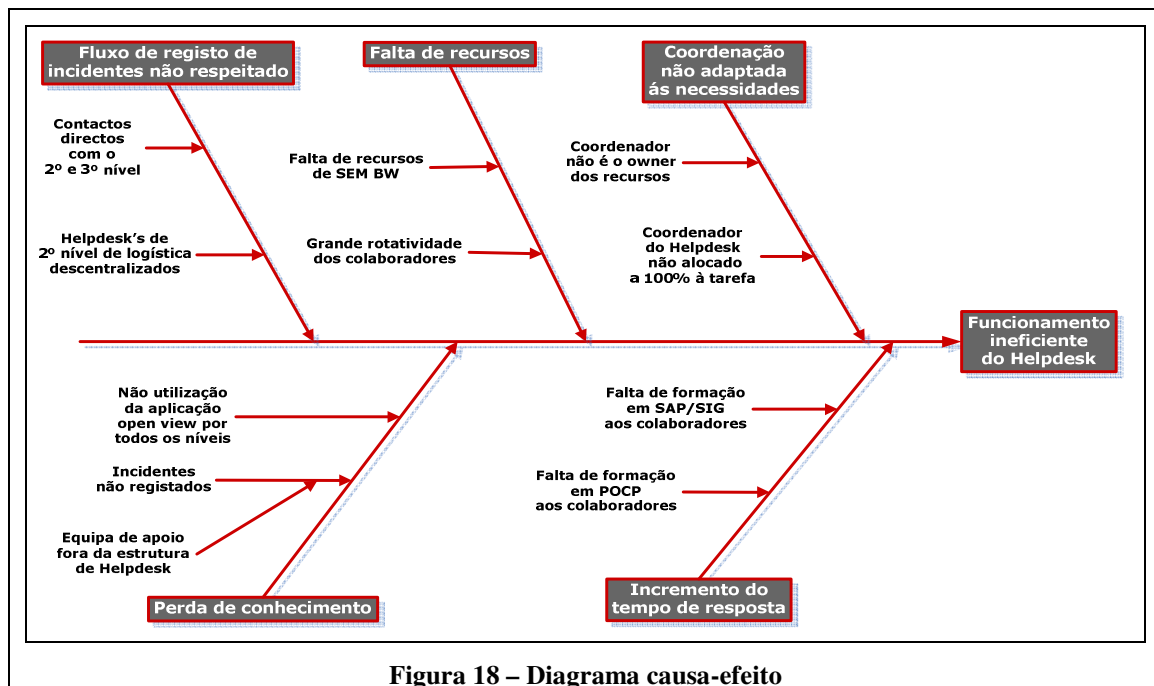 Fluxo de registo de
incidentes não respeitado
Falta de recursos
Coordenação
não adaptada
ás necessidades
Contactos
directos
com o
2º e 3º nível
Helpdesk's de
2º nível de logística
descentralizados
Falta de recursos
de SEM BW
Grande rotatividade
dos colaboradores
Coordenador
não é o owner
dos recursos
Coordenador
do Helpdesk
não alocado
a 100% à tarefa
Funcionamento
ineficiente
do Helpdesk
Não utilização
da aplicação
open view por
todos os níveis
Incidentes
não registados
Equipa de apoio
fora da estrutura
de Helpdesk
Perda de conhecimento
Falta de formação
em SAP/SIG
aos colaboradores
Falta de formação
em POCP
aos colaboradores
Incremento do
tempo de resposta
Figura 18 – Diagrama causa-efeito